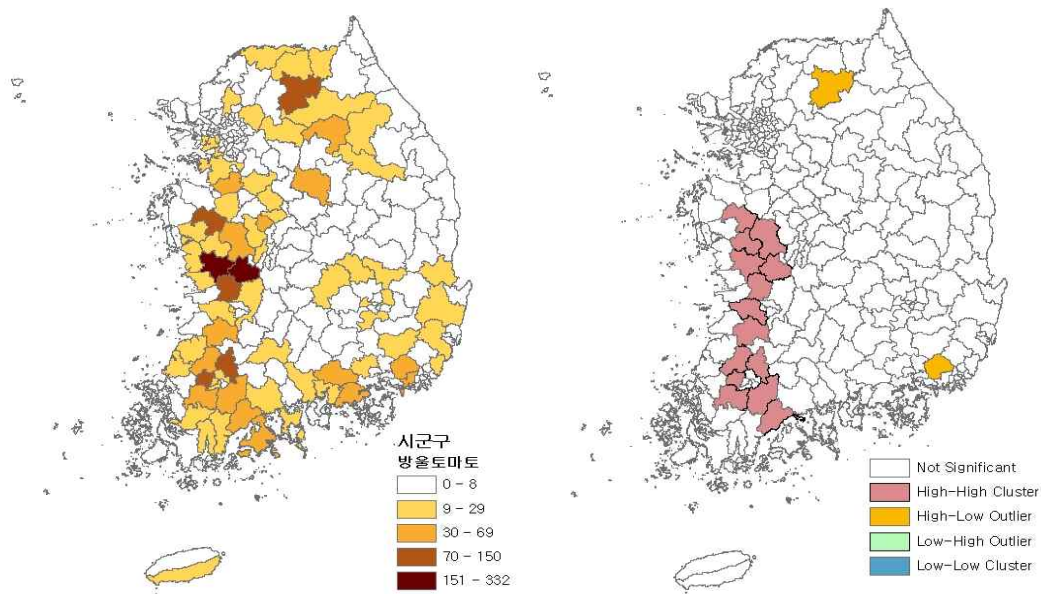 시군구
방울토마토
0 - 8
9 - 29
30 - 69
70 - 150
151 - 332
Not Significant
High-High Cluster
High-Low Outlier
Low-High Outlier
Low-Low Cluster